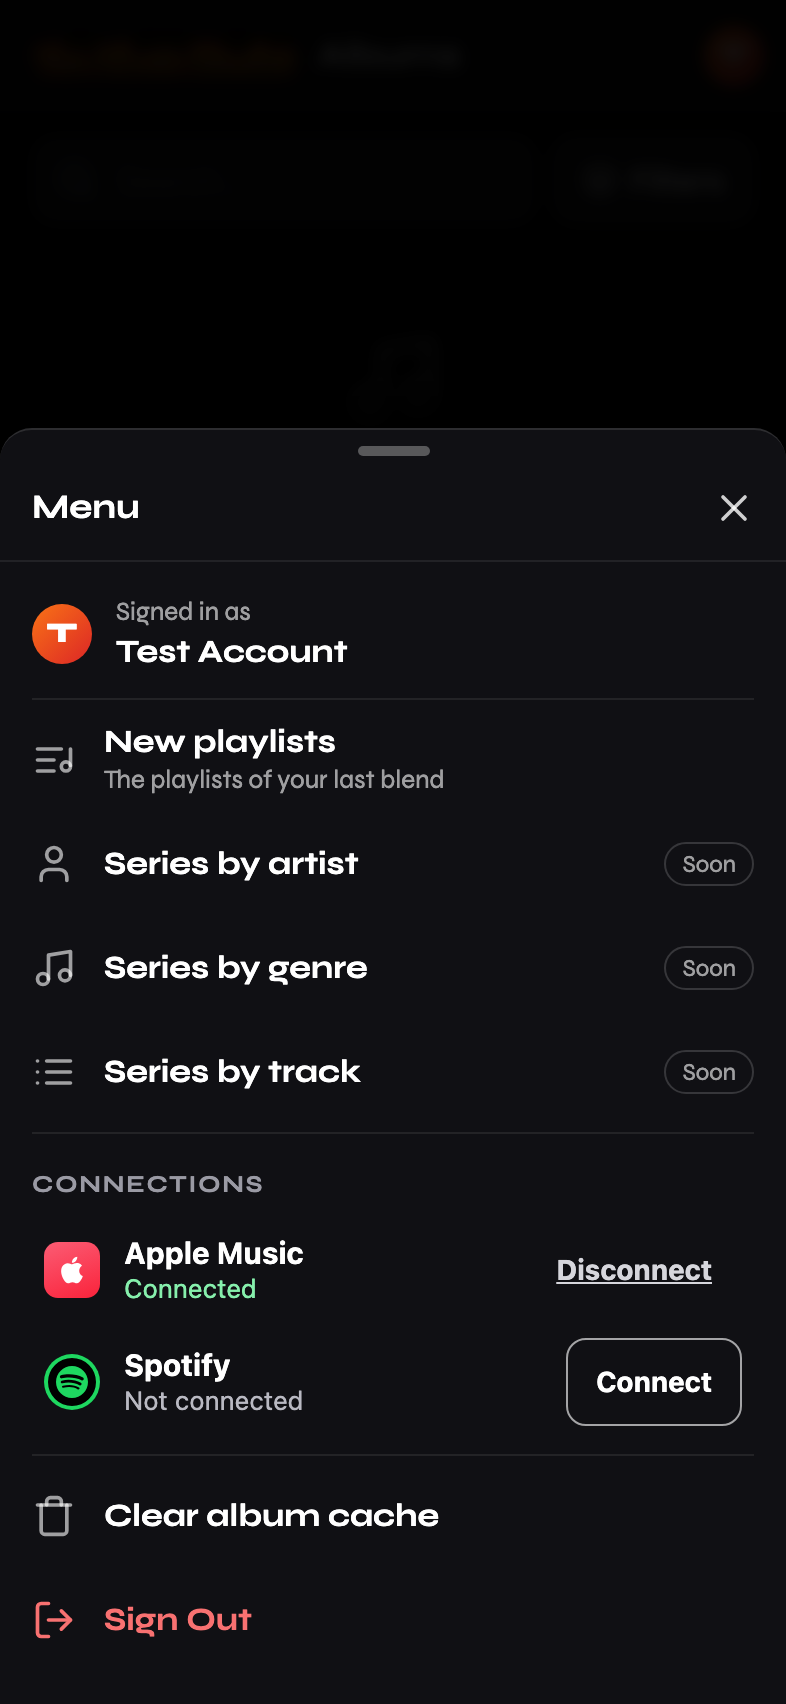 Menu
Signed in as
Test Account
New playlists
The playlists of your last blend
Series by artist
Soon
Series by genre
Soon
Series by track
Soon
CONNECTIONS
Apple Music
Connected
Disconnect
Spotify
Not connected
Connect
Clear album cache
Sign Out